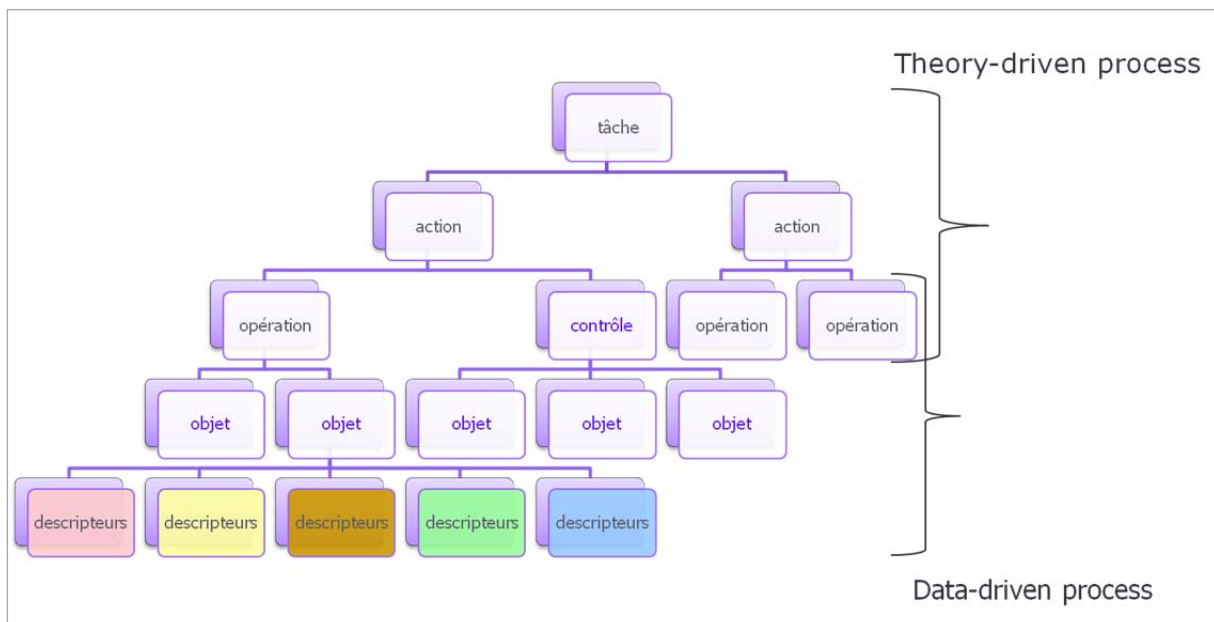 Theory-driven process
tâche
action
action
opération
contrôle
opération
opération
objet
objet
objet
objet
objet
descripteurs
descripteurs
descripteurs
descripteurs
descripteurs
Data-driven process